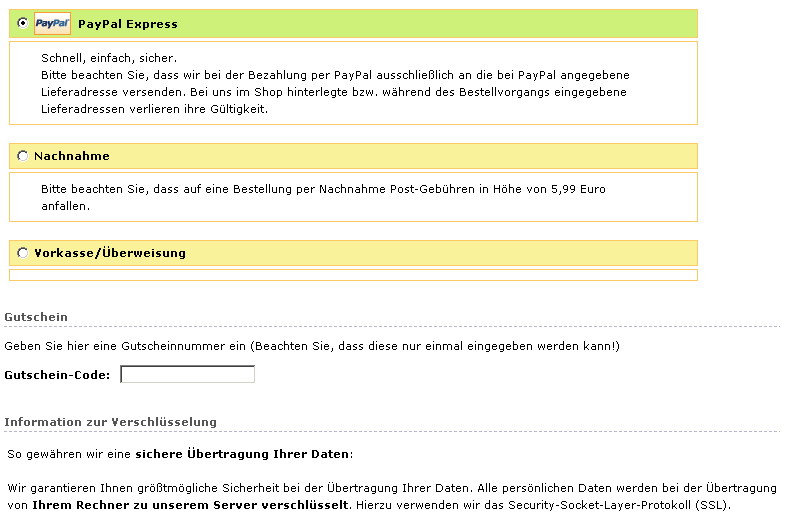 PayPal PayPal Express
Schnell, einfach, sicher.
Bitte beachten Sie, dass wir bei der Bezahlung per PayPal ausschließlich an die bei PayPal angegebene
Lieferadresse versenden. Bei uns im Shop hinterlegte bzw. während des Bestellvorgangs eingegebene
Lieferadressen verlieren ihre Gültigkeit.
Nachnahme
Bitte beachten Sie, dass auf eine Bestellung per Nachnahme Post-Gebühren in Höhe von 5,99 Euro
anfallen.
Vorkasse/Überweisung
Gutschein
Geben Sie hier eine Gutscheinnummer ein (Beachten Sie, dass diese nur einmal eingegeben werden kann!)
Gutschein-Code:
Information zur Verschlüsselung
So gewähren wir eine sichere Übertragung Ihrer Daten:
Wir garantieren Ihnen größtmögliche Sicherheit bei der Übertragung Ihrer Daten. Alle persönlichen Daten werden bei der Übertragung
von Ihrem Rechner zu unserem Server verschlüsselt. Hierzu verwenden wir das Security-Socket-Layer-Protokoll (SSL).